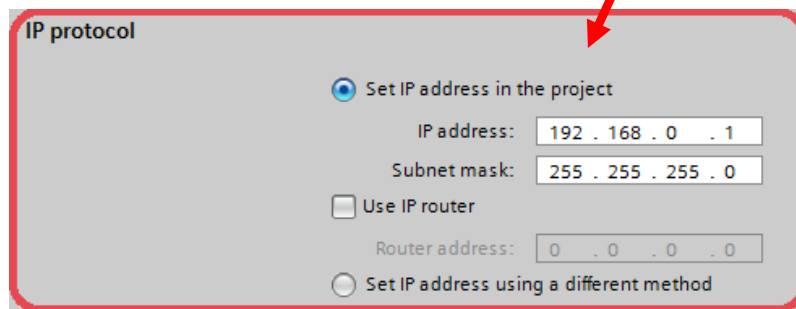 IP protocol
Set IP address in the project
IP address: 192 . 168 . 0 . 1
Subnet mask: 255 . 255 . 255 . 0
Use IP router
Router address: 0 . 0 . 0 . 0
Set IP address using a different method